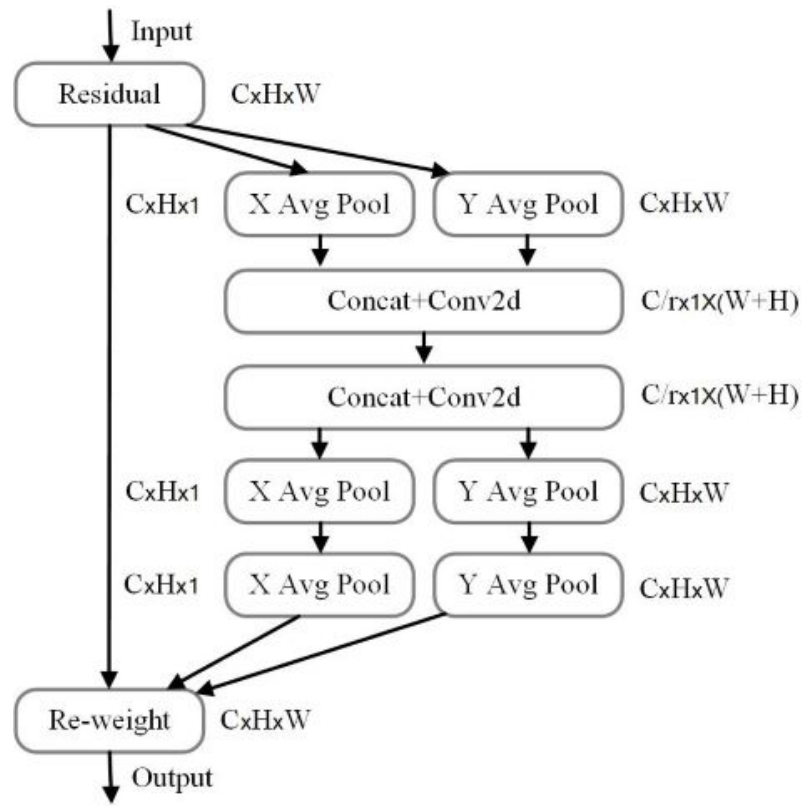 Input
Residual CxHxW
CxHx1 X Avg Pool Y Avg Pool CxHxW
Concat+Conv2d C/rx1X(W+H)
Concat+Conv2d C/rx1X(W+H)
CxHx1 X Avg Pool Y Avg Pool CxHxW
CxHx1 X Avg Pool Y Avg Pool CxHxW
Re-weight CxHxW
Output